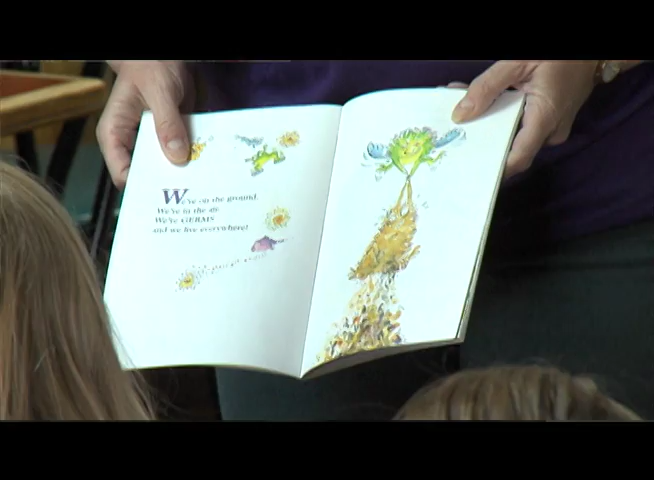 We're on the ground,
We're in the air
We're GERMS
and we live everywhere!